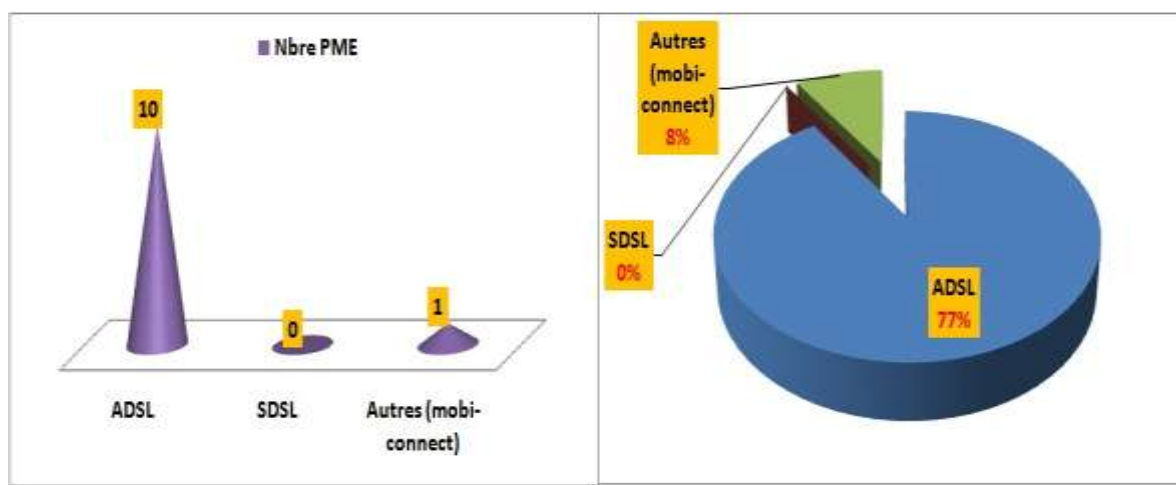 Nbre PME
10
0
1
ADSL
SDSL
Autres (mobi-
connect)
Autres
(mobi-
connect)
8%
SDSL
0%
ADSL
77%